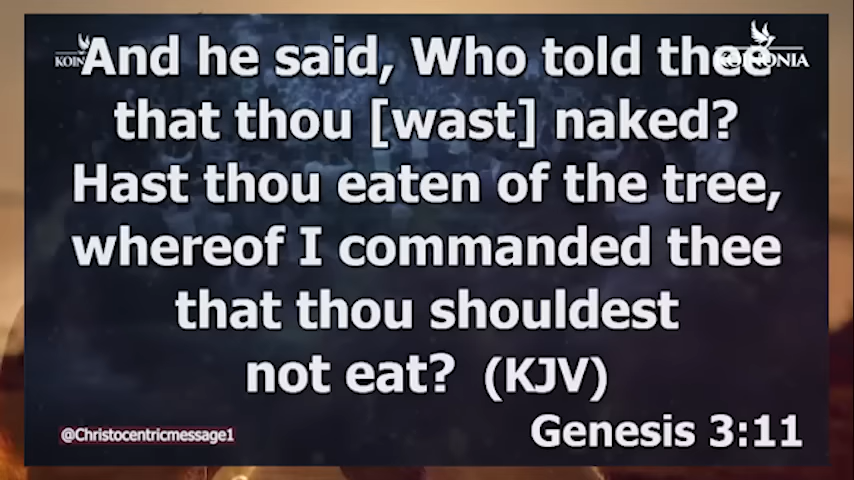 And he said, Who told thee
that thou [wast] naked?
Hast thou eaten of the tree,
whereof I commanded thee
that thou shouldest
not eat? (KJV)
Genesis 3:11
@Christocentricmessage1
KOIN
KOINONIA